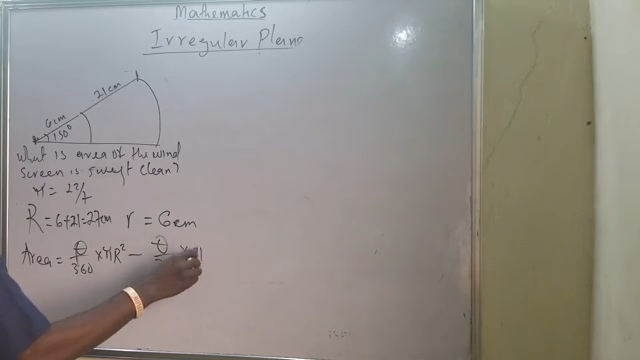 Mathematics
Irregular Plane
21cm
6cm
150°
What is area of the wind
screen is swept clean?
π = 22/7
R = 6+21=27cm r = 6cm
Area = θ/360 × πR² − θ